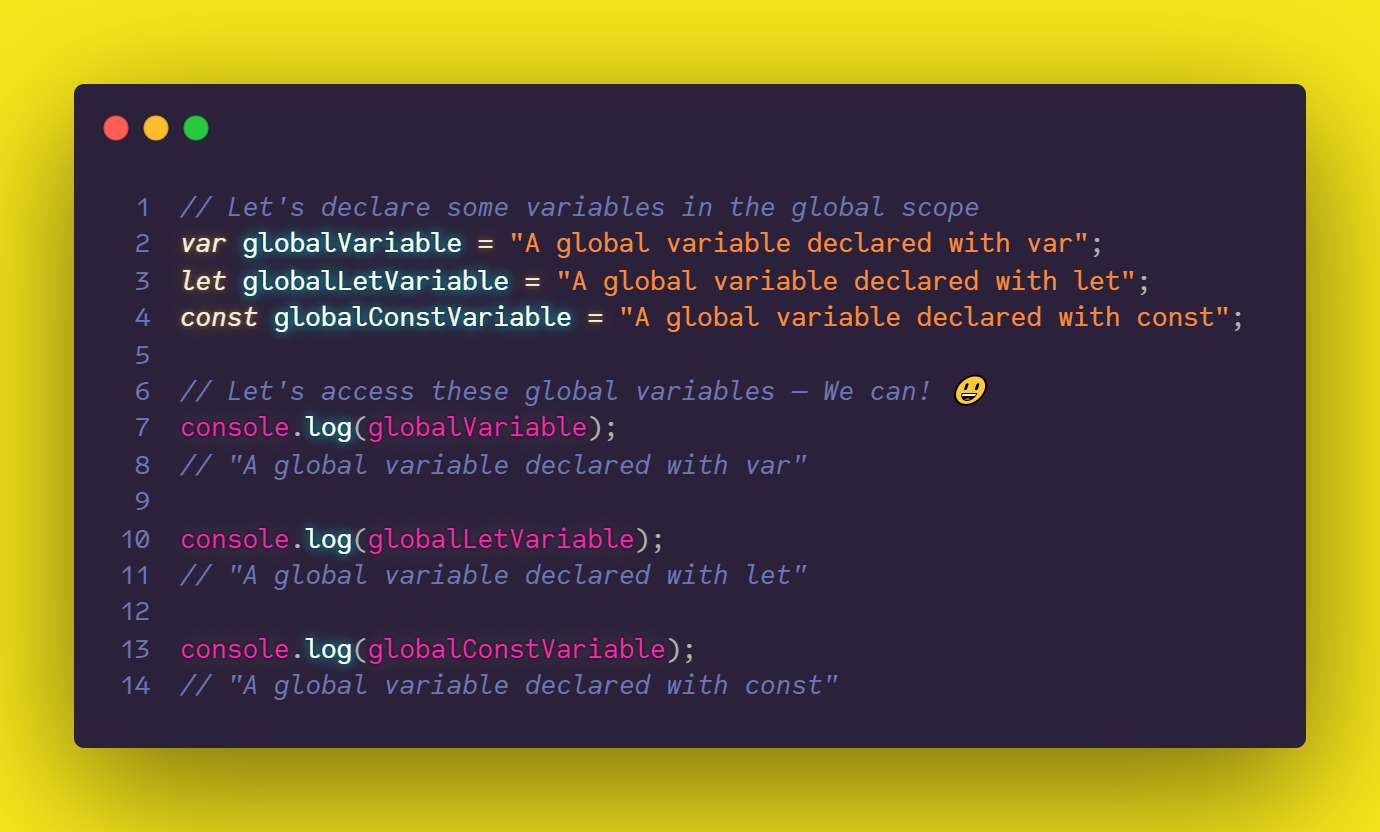 1 // Let's declare some variables in the global scope
2 var globalVariable = "A global variable declared with var";
3 let globalLetVariable = "A global variable declared with let";
4 const globalConstVariable = "A global variable declared with const";
5
6 // Let's access these global variables — We can! 😃
7 console.log(globalVariable);
8 // "A global variable declared with var"
9
10 console.log(globalLetVariable);
11 // "A global variable declared with let"
12
13 console.log(globalConstVariable);
14 // "A global variable declared with const"